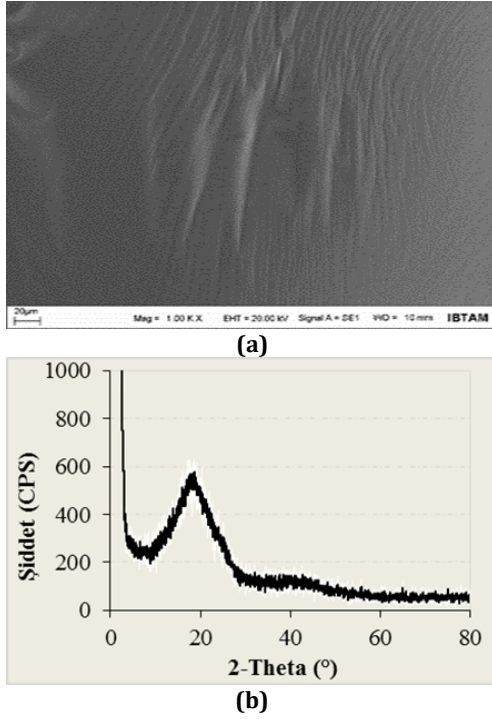 20µm
Mag = 1.00 K X EHT = 20.00 kV Signal A = SE1 WD = 10 mm IBTAM
(a)
1000
800
600
400
200
0
Şiddet (CPS)
0 20 40 60 80
2-Theta (°)
(b)